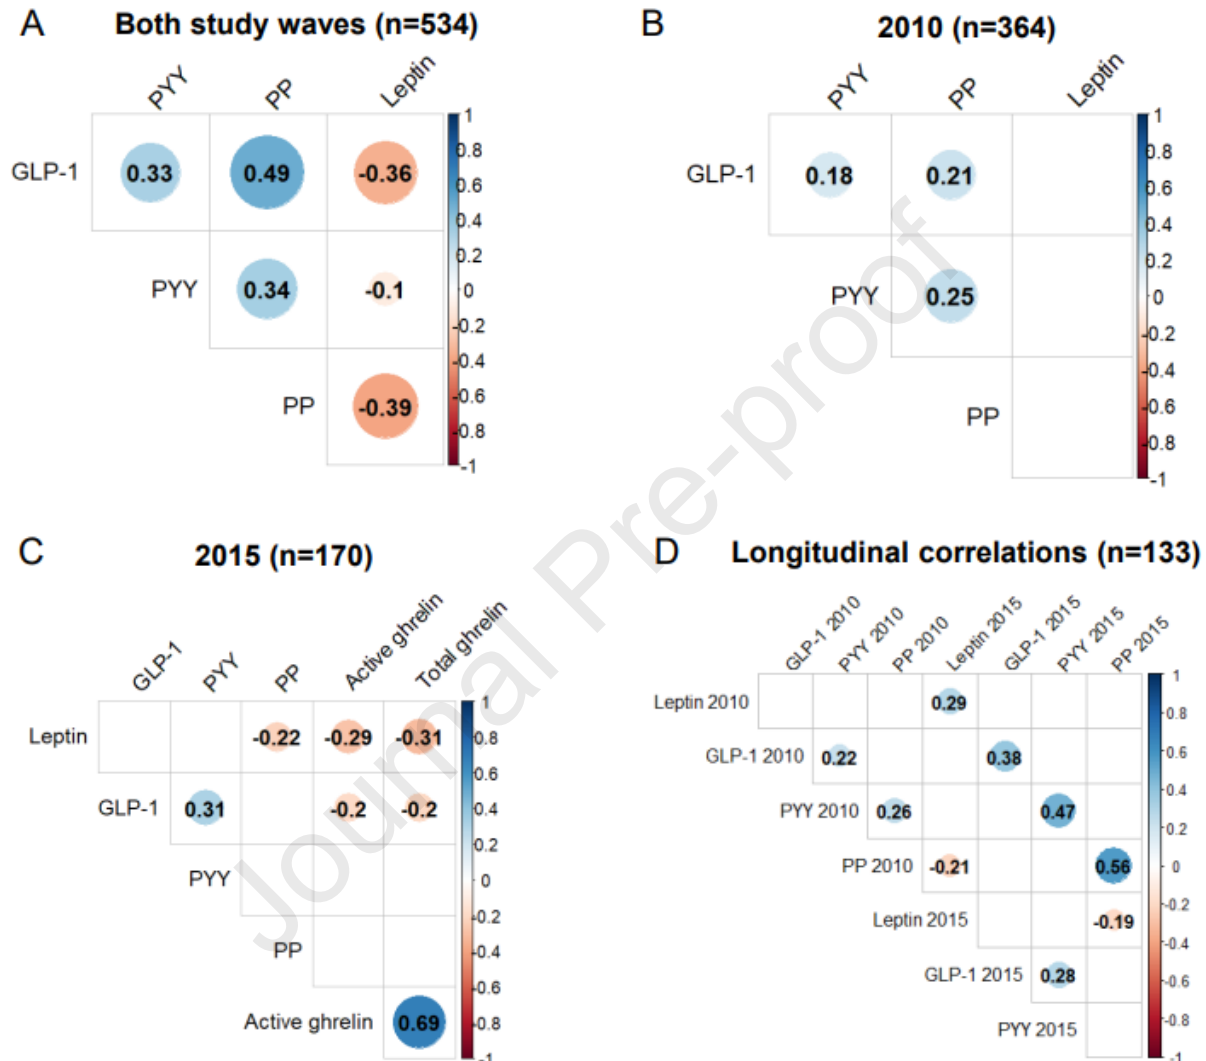 A
Both study waves (n=534)
PYY
PP
Leptin
GLP-1
0.33
0.49
-0.36
PYY
0.34
-0.1
PP
-0.39
1
0.8
0.6
0.4
0.2
0
-0.2
-0.4
-0.6
-0.8
-1
B
2010 (n=364)
PYY
PP
Leptin
GLP-1
0.18
0.21
PYY
0.25
PP
1
0.8
0.6
0.4
0.2
0
-0.2
-0.4
-0.6
-0.8
-1
C
2015 (n=170)
GLP-1
PYY
PP
Active ghrelin
Total ghrelin
Leptin
-0.22
-0.29
-0.31
GLP-1
0.31
-0.2
-0.2
PYY
PP
Active ghrelin
0.69
1
0.8
0.6
0.4
0.2
0
-0.2
-0.4
-0.6
-0.8
-1
D
Longitudinal correlations (n=133)
GLP-1 2010
PYY 2010
PP 2010
Leptin 2015
GLP-1 2015
PYY 2015
PP 2015
Leptin 2010
0.29
GLP-1 2010
0.22
0.38
PYY 2010
0.26
0.47
PP 2010
-0.21
0.56
Leptin 2015
-0.19
GLP-1 2015
0.28
PYY 2015
1
0.8
0.6
0.4
0.2
0
-0.2
-0.4
-0.6
-0.8
-1
Journal Pre-proof